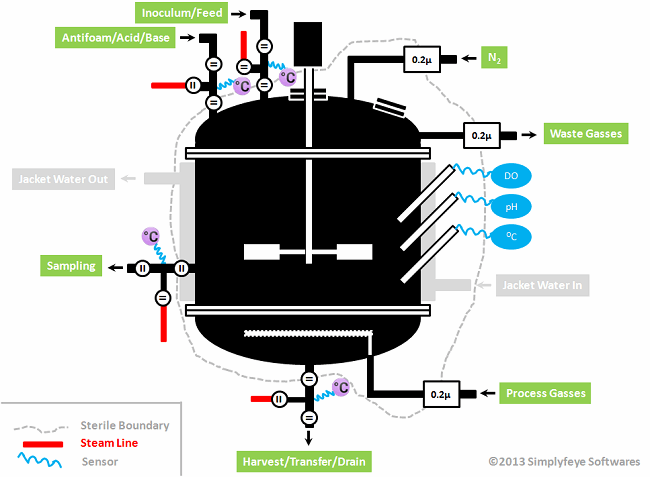 Inoculum/Feed
Antifoam/Acid/Base
°C
°C
0.2µ
N2
0.2µ
Waste Gasses
Jacket Water Out
DO
pH
°C
°C
Sampling
Jacket Water In
°C
0.2µ
Process Gasses
Sterile Boundary
Steam Line
Sensor
Harvest/Transfer/Drain
©2013 Simplyfeye Softwares